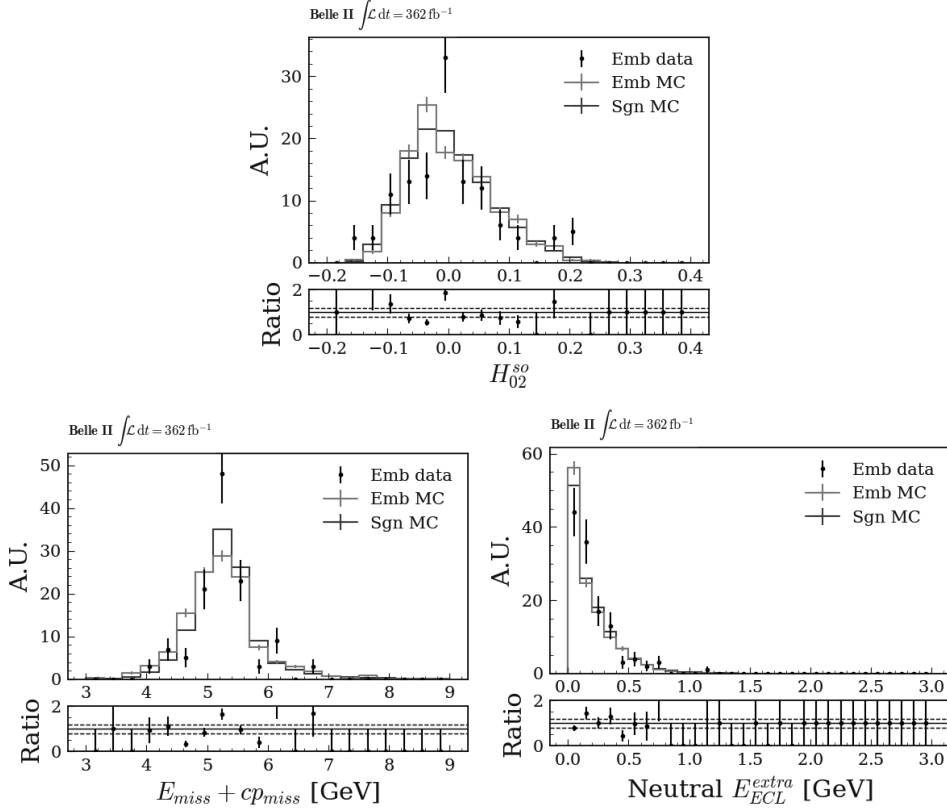 Belle II ∫ℒ dt = 362 fb⁻¹
Emb data
Emb MC
Sgn MC
A.U.
30
20
10
0
−0.2 −0.1 0.0 0.1 0.2 0.3 0.4
Ratio
2
0
−0.2 −0.1 0.0 0.1 0.2 0.3 0.4
H₀₂ˢᵒ
Belle II ∫ℒ dt = 362 fb⁻¹
Emb data
Emb MC
Sgn MC
A.U.
50
40
30
20
10
0
3 4 5 6 7 8 9
Ratio
2
1
0
3 4 5 6 7 8 9
E_miss + cp_miss [GeV]
Belle II ∫ℒ dt = 362 fb⁻¹
Emb data
Emb MC
Sgn MC
A.U.
60
40
20
0
0.0 0.5 1.0 1.5 2.0 2.5 3.0
Ratio
2
0
0.0 0.5 1.0 1.5 2.0 2.5 3.0
Neutral E_ECL^extra [GeV]